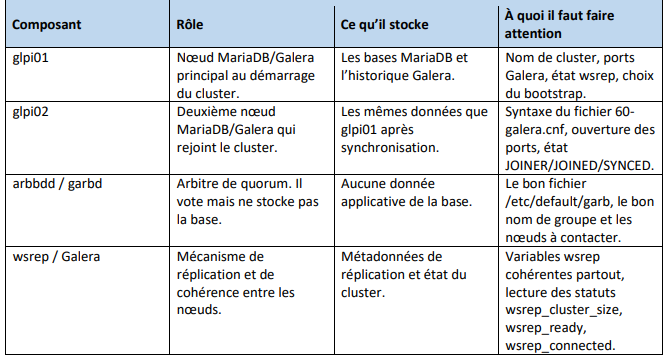 Composant
Rôle
Ce qu’il stocke
À quoi il faut faire
attention
glpi01
Nœud MariaDB/Galera
principal au démarrage
du cluster.
Les bases MariaDB et
l’historique Galera.
Nom de cluster, ports
Galera, état wsrep, choix
du bootstrap.
glpi02
Deuxième nœud
MariaDB/Galera qui
rejoint le cluster.
Les mêmes données que
glpi01 après
synchronisation.
Syntaxe du fichier 60-
galera.cnf, ouverture des
ports, état
JOINER/JOINED/SYNCED.
arbbdd / garbd
Arbitre de quorum. Il
vote mais ne stocke pas
la base.
Aucune donnée
applicative de la base.
Le bon fichier
/etc/default/garb, le bon
nom de groupe et les
nœuds à contacter.
wsrep / Galera
Mécanisme de
réplication et de
cohérence entre les
nœuds.
Métadonnées de
réplication et état du
cluster.
Variables wsrep
cohérentes partout,
lecture des statuts
wsrep_cluster_size,
wsrep_ready,
wsrep_connected.